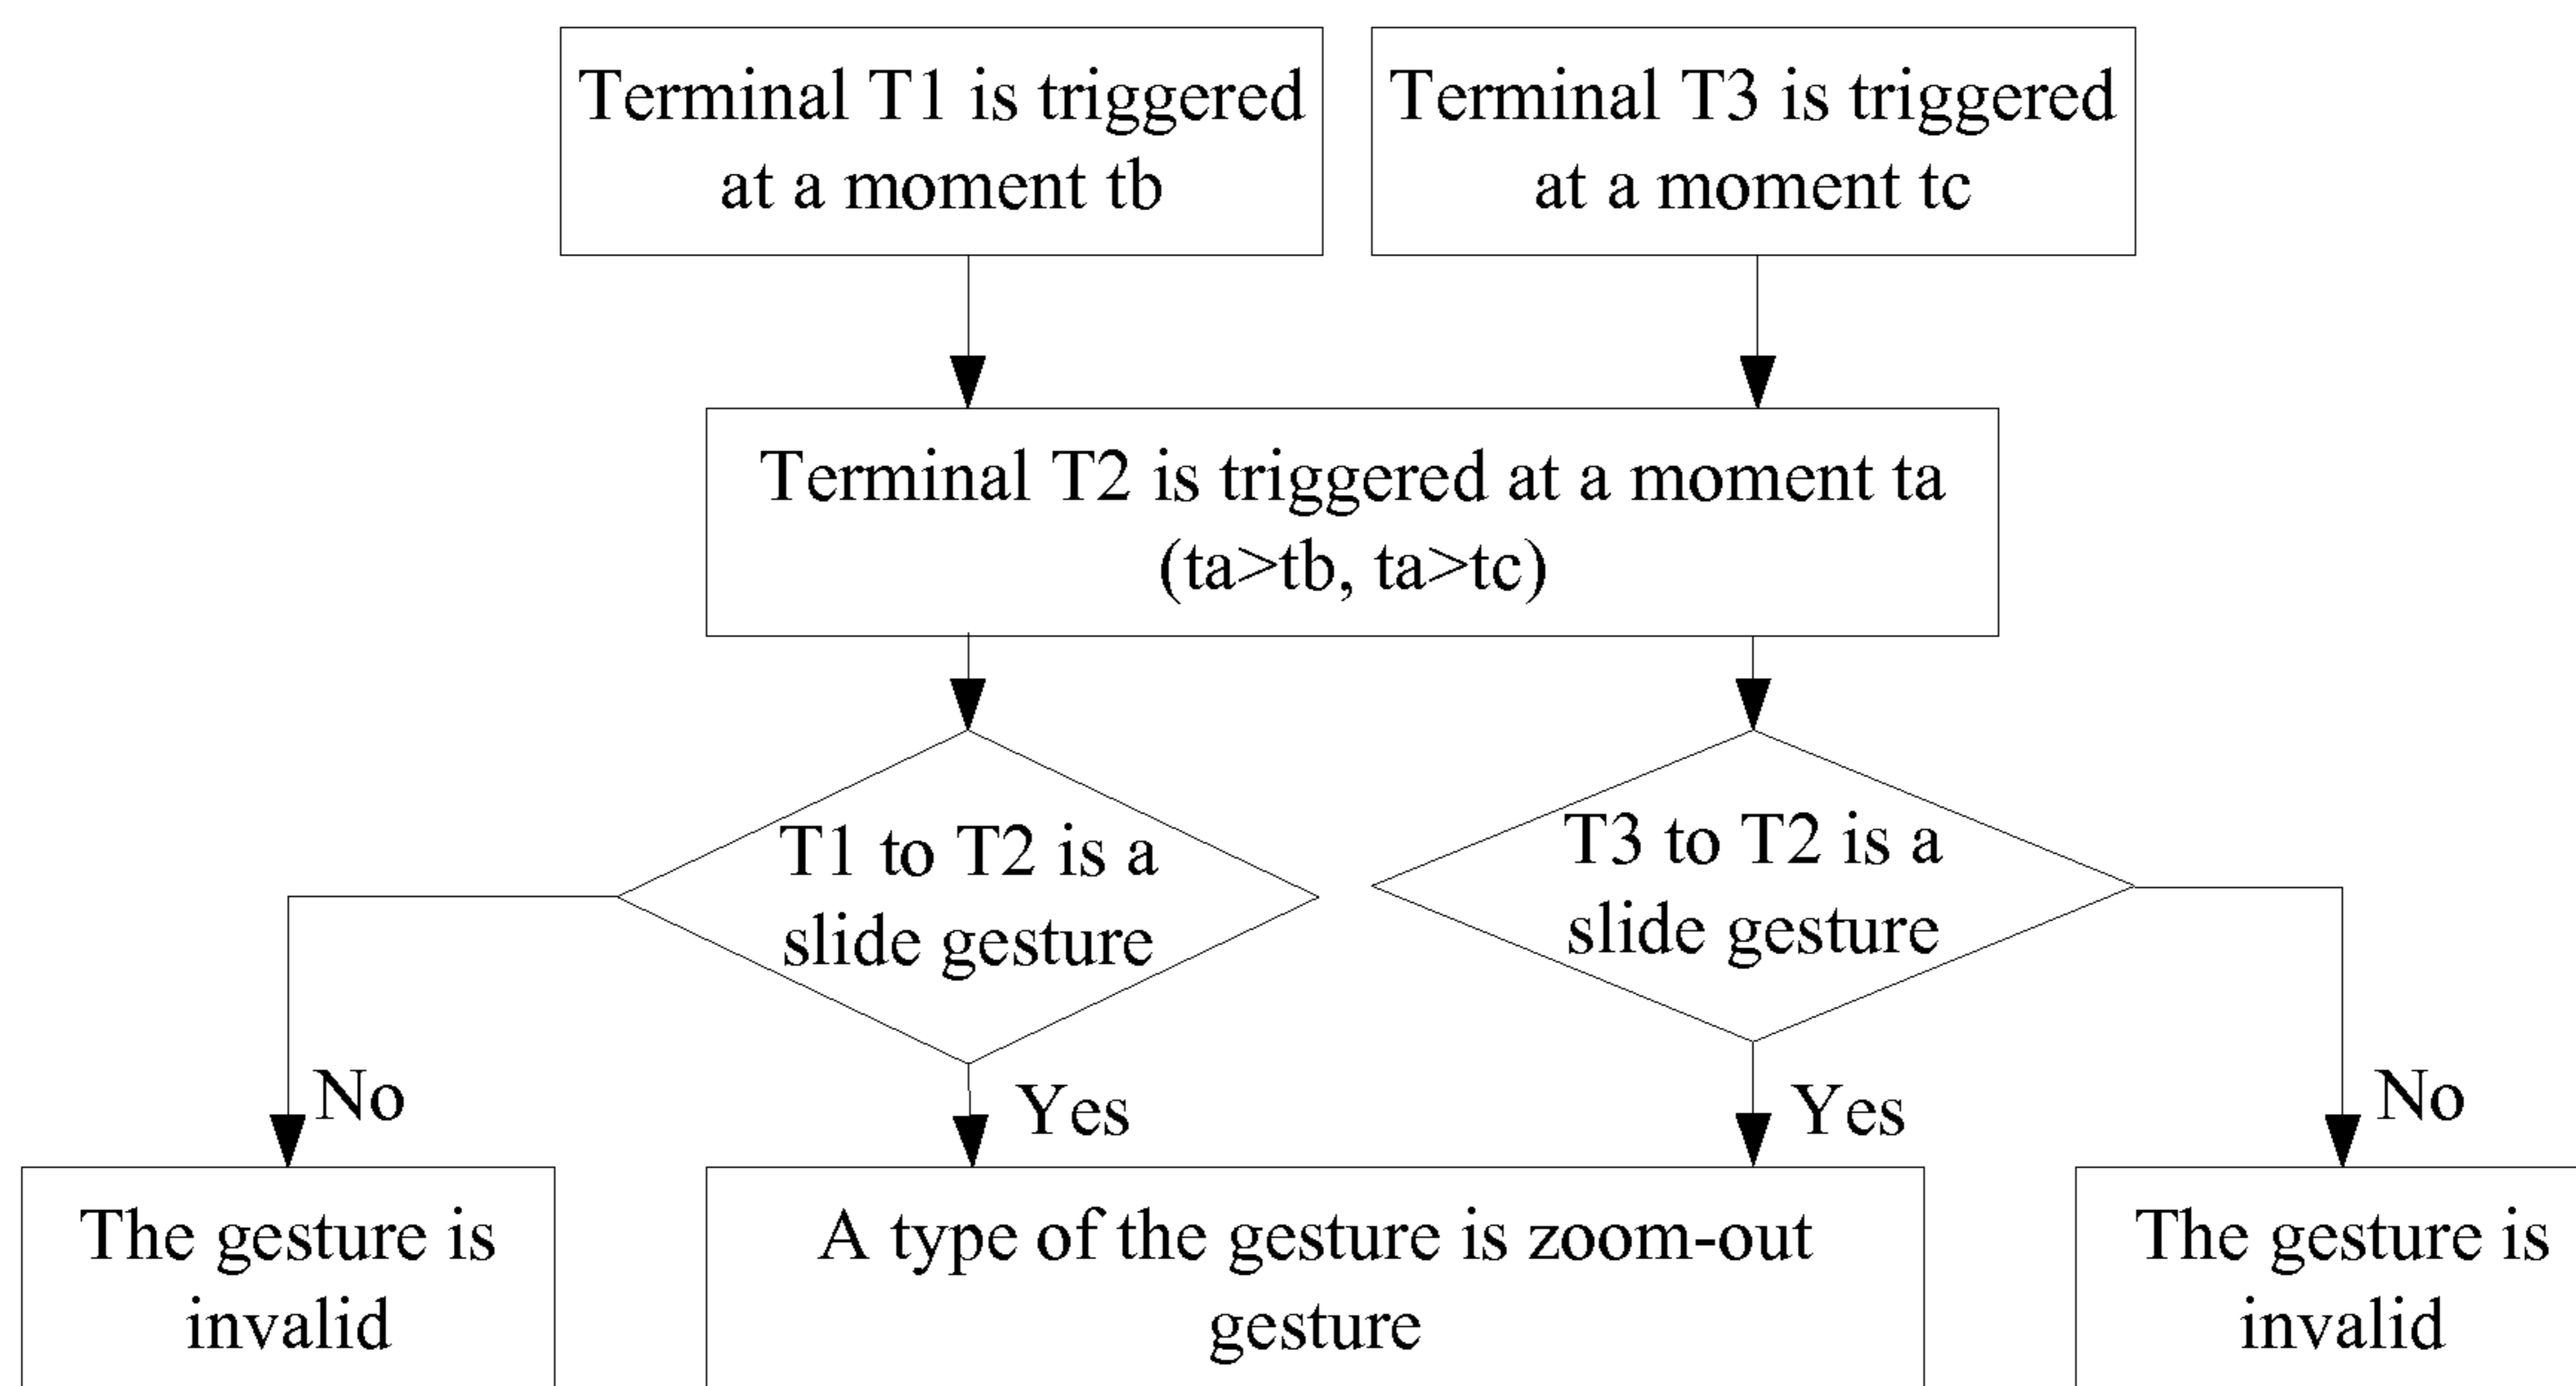 Terminal T1 is triggered
at a moment tb
Terminal T3 is triggered
at a moment tc
Terminal T2 is triggered at a moment ta
(ta>tb, ta>tc)
T1 to T2 is a
slide gesture
T3 to T2 is a
slide gesture
No
Yes
Yes
No
The gesture is
invalid
A type of the gesture is zoom-out
gesture
The gesture is
invalid